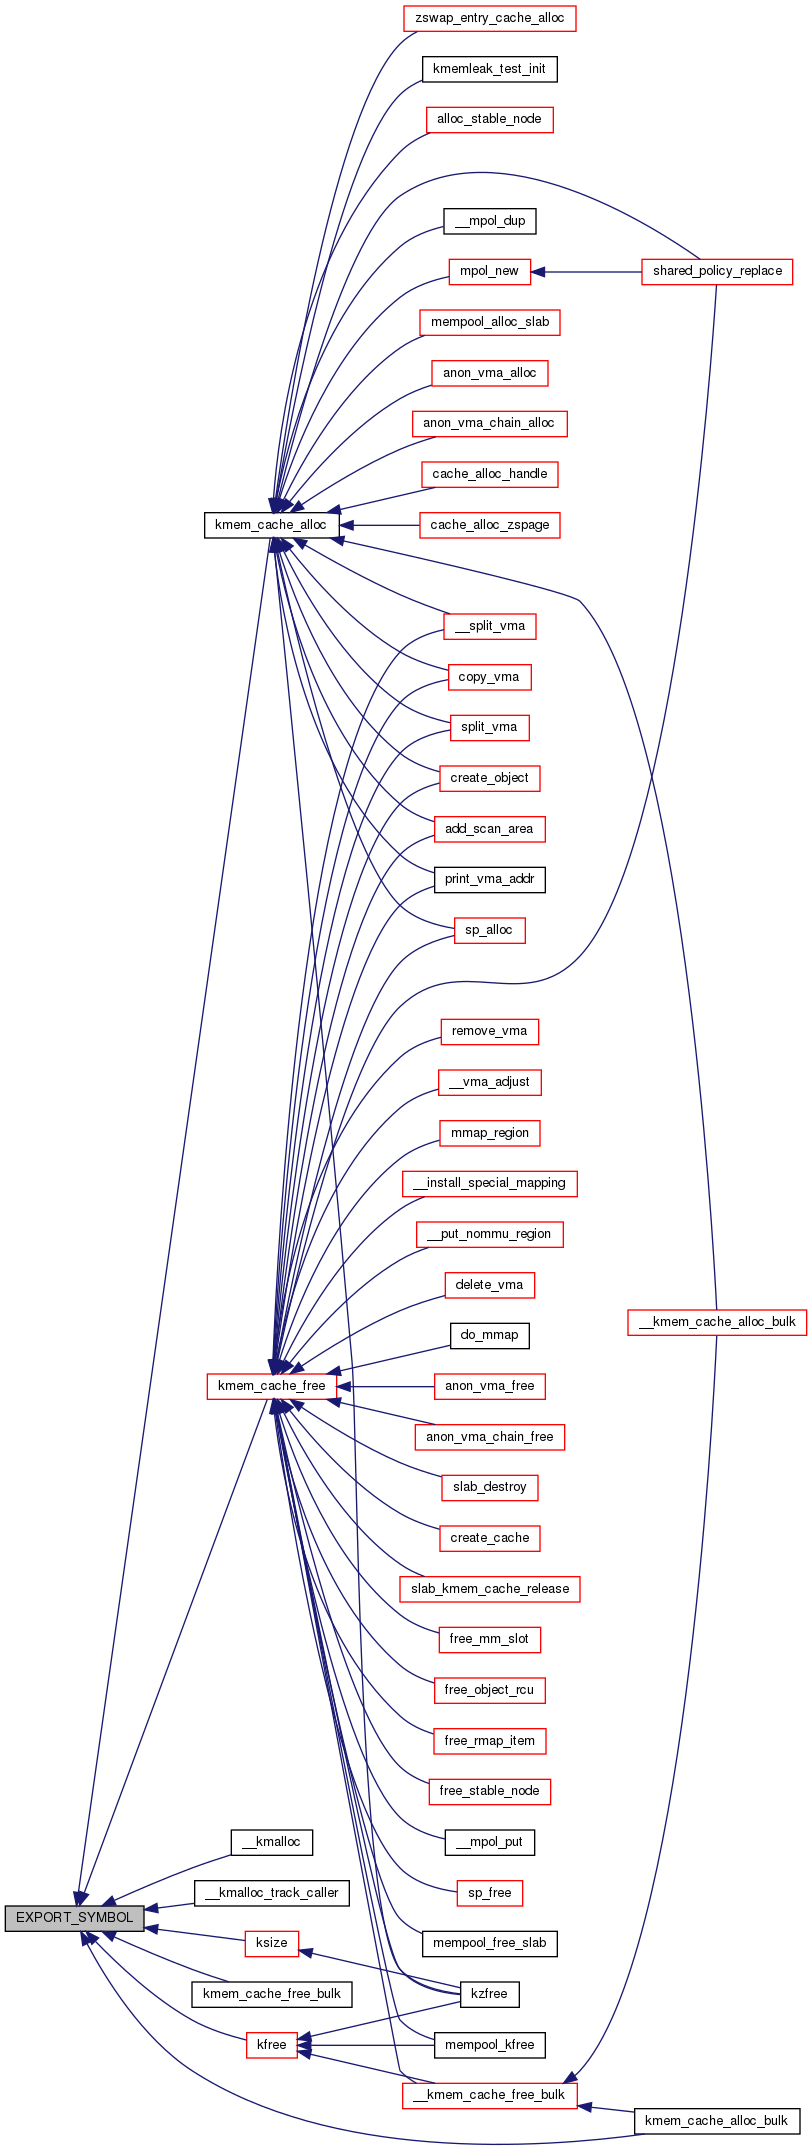 zswap_entry_cache_alloc
kmemleak_test_init
alloc_stable_node
__mpol_dup
mpol_new
shared_policy_replace
mempool_alloc_slab
anon_vma_alloc
anon_vma_chain_alloc
cache_alloc_handle
kmem_cache_alloc
cache_alloc_zspage
__split_vma
copy_vma
split_vma
create_object
add_scan_area
print_vma_addr
sp_alloc
remove_vma
__vma_adjust
mmap_region
__install_special_mapping
__put_nommu_region
delete_vma
__kmem_cache_alloc_bulk
do_mmap
kmem_cache_free
anon_vma_free
anon_vma_chain_free
slab_destroy
create_cache
slab_kmem_cache_release
free_mm_slot
free_object_rcu
free_rmap_item
free_stable_node
__kmalloc
__mpol_put
__kmalloc_track_caller
sp_free
EXPORT_SYMBOL
ksize
mempool_free_slab
kmem_cache_free_bulk
kzfree
kfree
mempool_kfree
__kmem_cache_free_bulk
kmem_cache_alloc_bulk